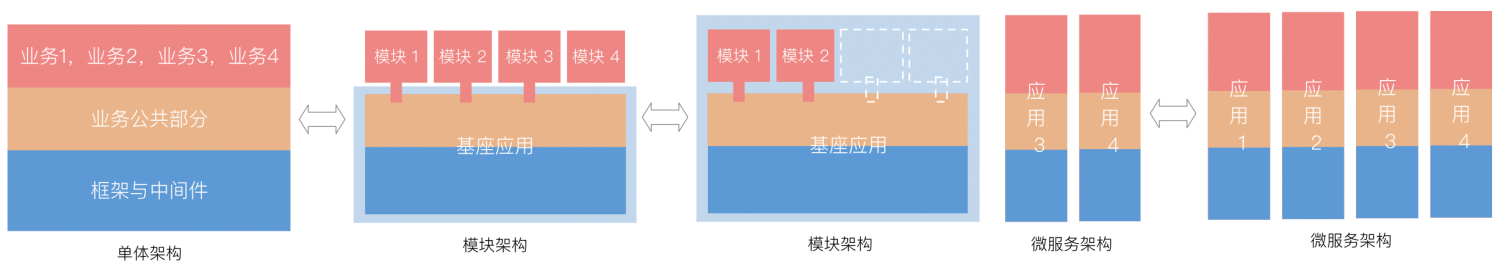 业务1，业务2，业务3，业务4
业务公共部分
框架与中间件
单体架构
模块 1
模块 2
模块 3
模块 4
基座应用
模块架构
模块 1
模块 2
基座应用
模块架构
应
用
3
应
用
4
微服务架构
应
用
1
应
用
2
应
用
3
应
用
4
微服务架构